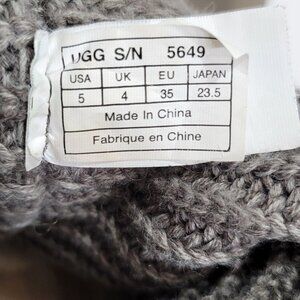 UGG S/N 5649
USA UK EU JAPAN
5 4 35 23.5
Made In China
Fabrique en Chine